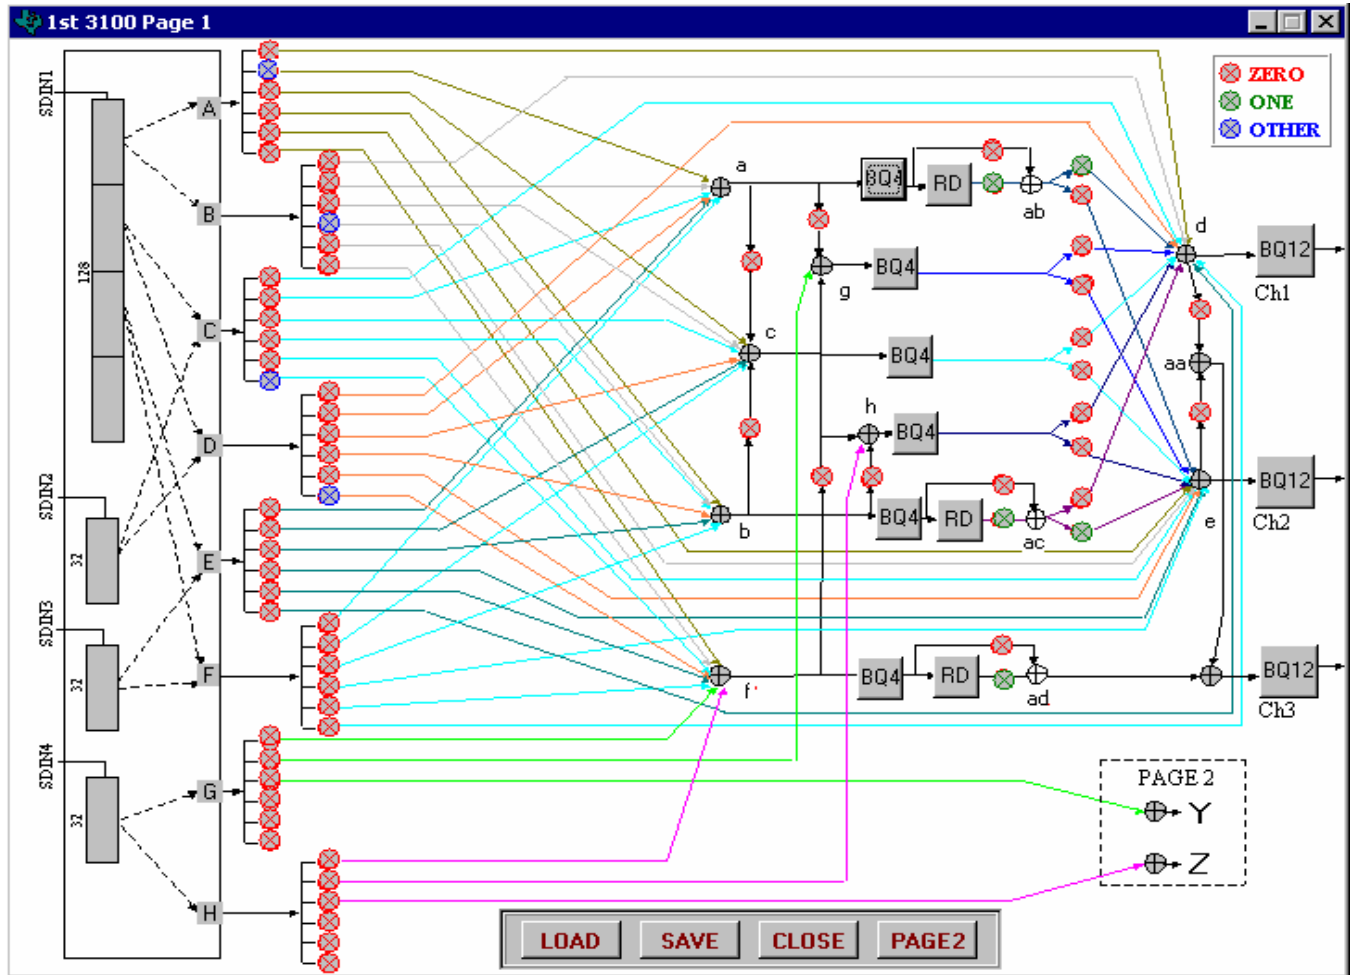 1st 3100 Page 1
ZERO
ONE
OTHER
SDIN1
128
SDIN2
32
SDIN3
32
SDIN4
32
A
B
C
D
E
F
G
H
a
c
b
f
g
h
BQ4
RD
ab
BQ4
BQ4
BQ4
BQ4
RD
ac
BQ4
RD
ad
d
aa
e
BQ12
Ch1
BQ12
Ch2
BQ12
Ch3
PAGE 2
Y
Z
LOAD
SAVE
CLOSE
PAGE2